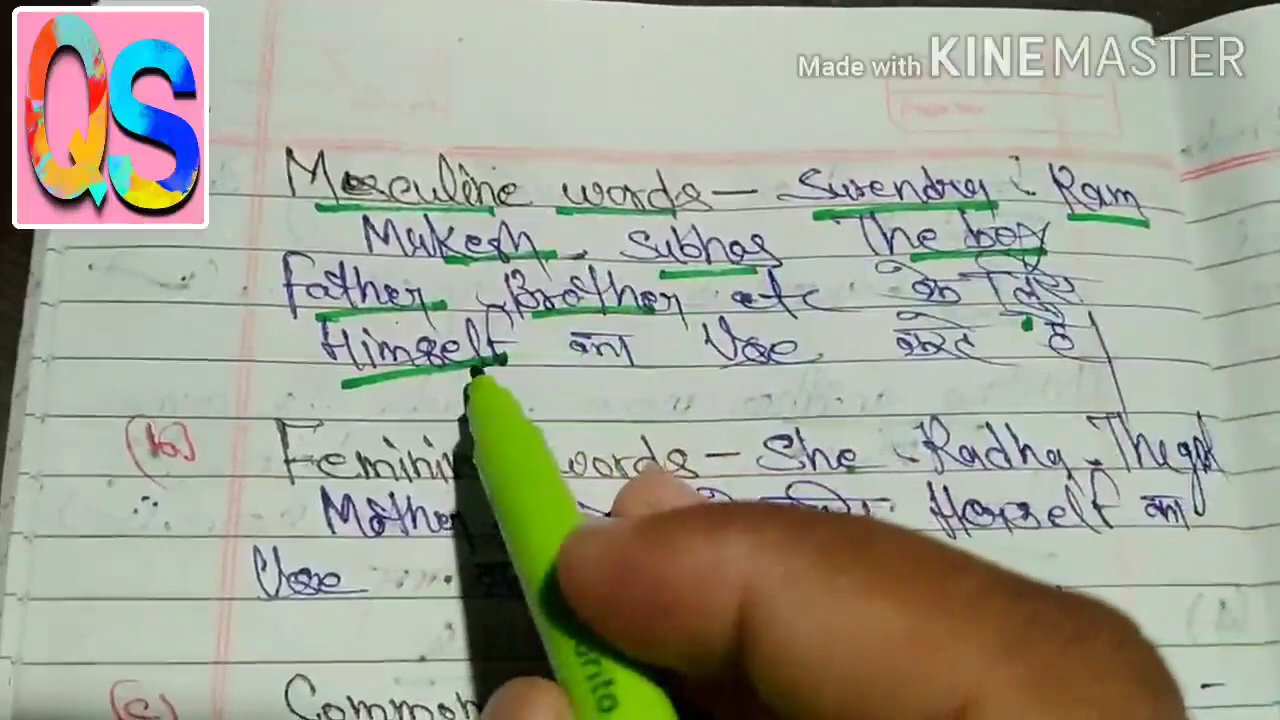 QS
Made with KINEMASTER
Masculine words - Surendra - Ram
Mukesh - Subhas The boy
Father - Brother etc के लिए
Himself का Use करते है
(b) Feminine words - She - Radha - The girl
Mother Herself का
Use
(c) Common